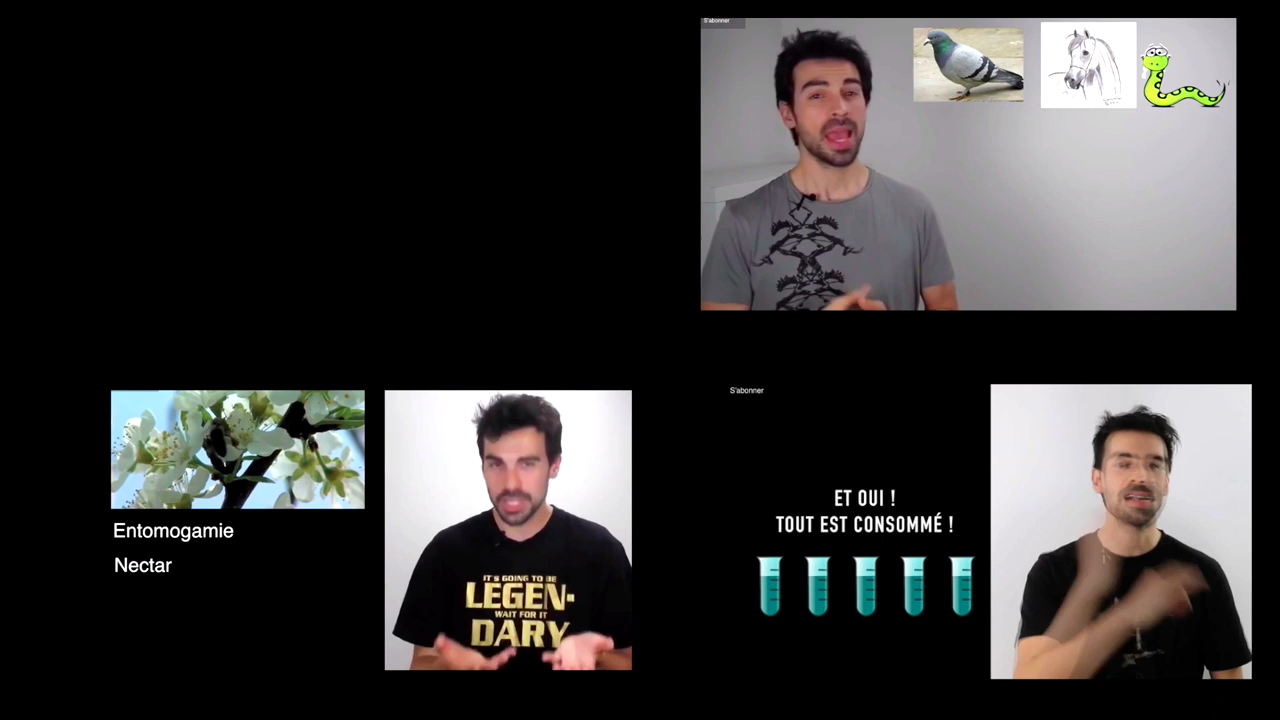 S'abonner
Entomogamie
Nectar
IT'S GOING TO BE
LEGEN-
WAIT FOR IT
DARY
S'abonner
ET OUI !
TOUT EST CONSOMMÉ !